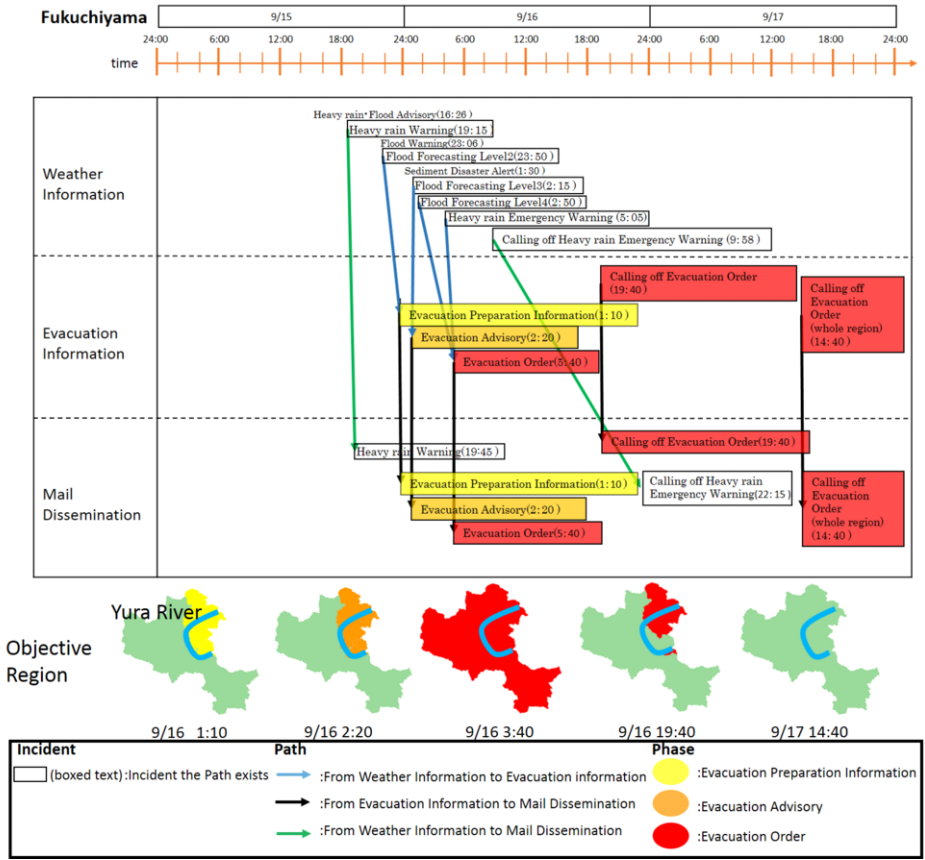 Fukuchiyama
9/15
9/16
9/17
24:00 6:00 12:00 18:00 24:00 6:00 12:00 18:00 24:00 6:00 12:00 18:00 24:00
time
Weather
Information
Heavy rain・Flood Advisory(16:26)
Heavy rain Warning(19:15)
Flood Warning(23:06)
Flood Forecasting Level2(23:50)
Sediment Disaster Alert(1:30)
Flood Forecasting Level3(2:15)
Flood Forecasting Level4(2:50)
Heavy rain Emergency Warning (5:05)
Calling off Heavy rain Emergency Warning (9:58)
Evacuation
Information
Calling off Evacuation Order
(19:40)
Calling off
Evacuation
Order
(whole region)
(14:40)
Evacuation Preparation Information(1:10)
Evacuation Advisory(2:20)
Evacuation Order(5:40)
Mail
Dissemination
Calling off Evacuation Order(19:40)
Heavy rain Warning(19:45)
Evacuation Preparation Information(1:10)
Calling off Heavy rain
Emergency Warning(22:15)
Calling off
Evacuation
Order
(whole region)
(14:40)
Evacuation Advisory(2:20)
Evacuation Order(5:40)
Yura River
Objective
Region
9/16 1:10
9/16 2:20
9/16 3:40
9/16 19:40
9/17 14:40
Incident
(boxed text):Incident the Path exists
Path
:From Weather Information to Evacuation information
:From Evacuation Information to Mail Dissemination
:From Weather Information to Mail Dissemination
Phase
:Evacuation Preparation Information
:Evacuation Advisory
:Evacuation Order